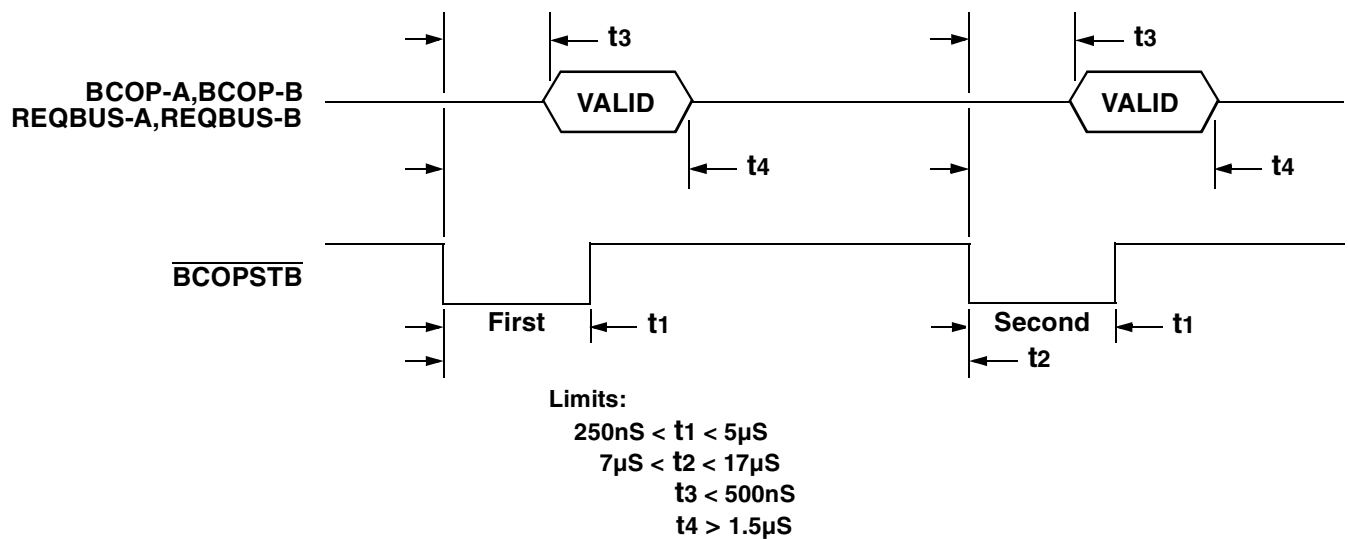 t3
t3
BCOP-A,BCOP-B
REQBUS-A,REQBUS-B
VALID
VALID
t4
t4
BCOPSTB
First
t1
Second
t1
t2
Limits:
250nS < t1 < 5µS
7µS < t2 < 17µS
t3 < 500nS
t4 > 1.5µS